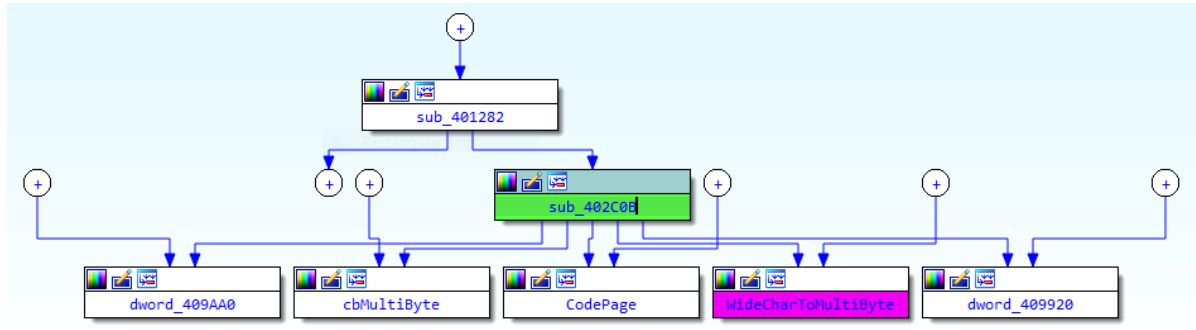 sub_401282
sub_402C0B
dword_409AA0
cbMultiByte
CodePage
WideCharToMultiByte
dword_409920